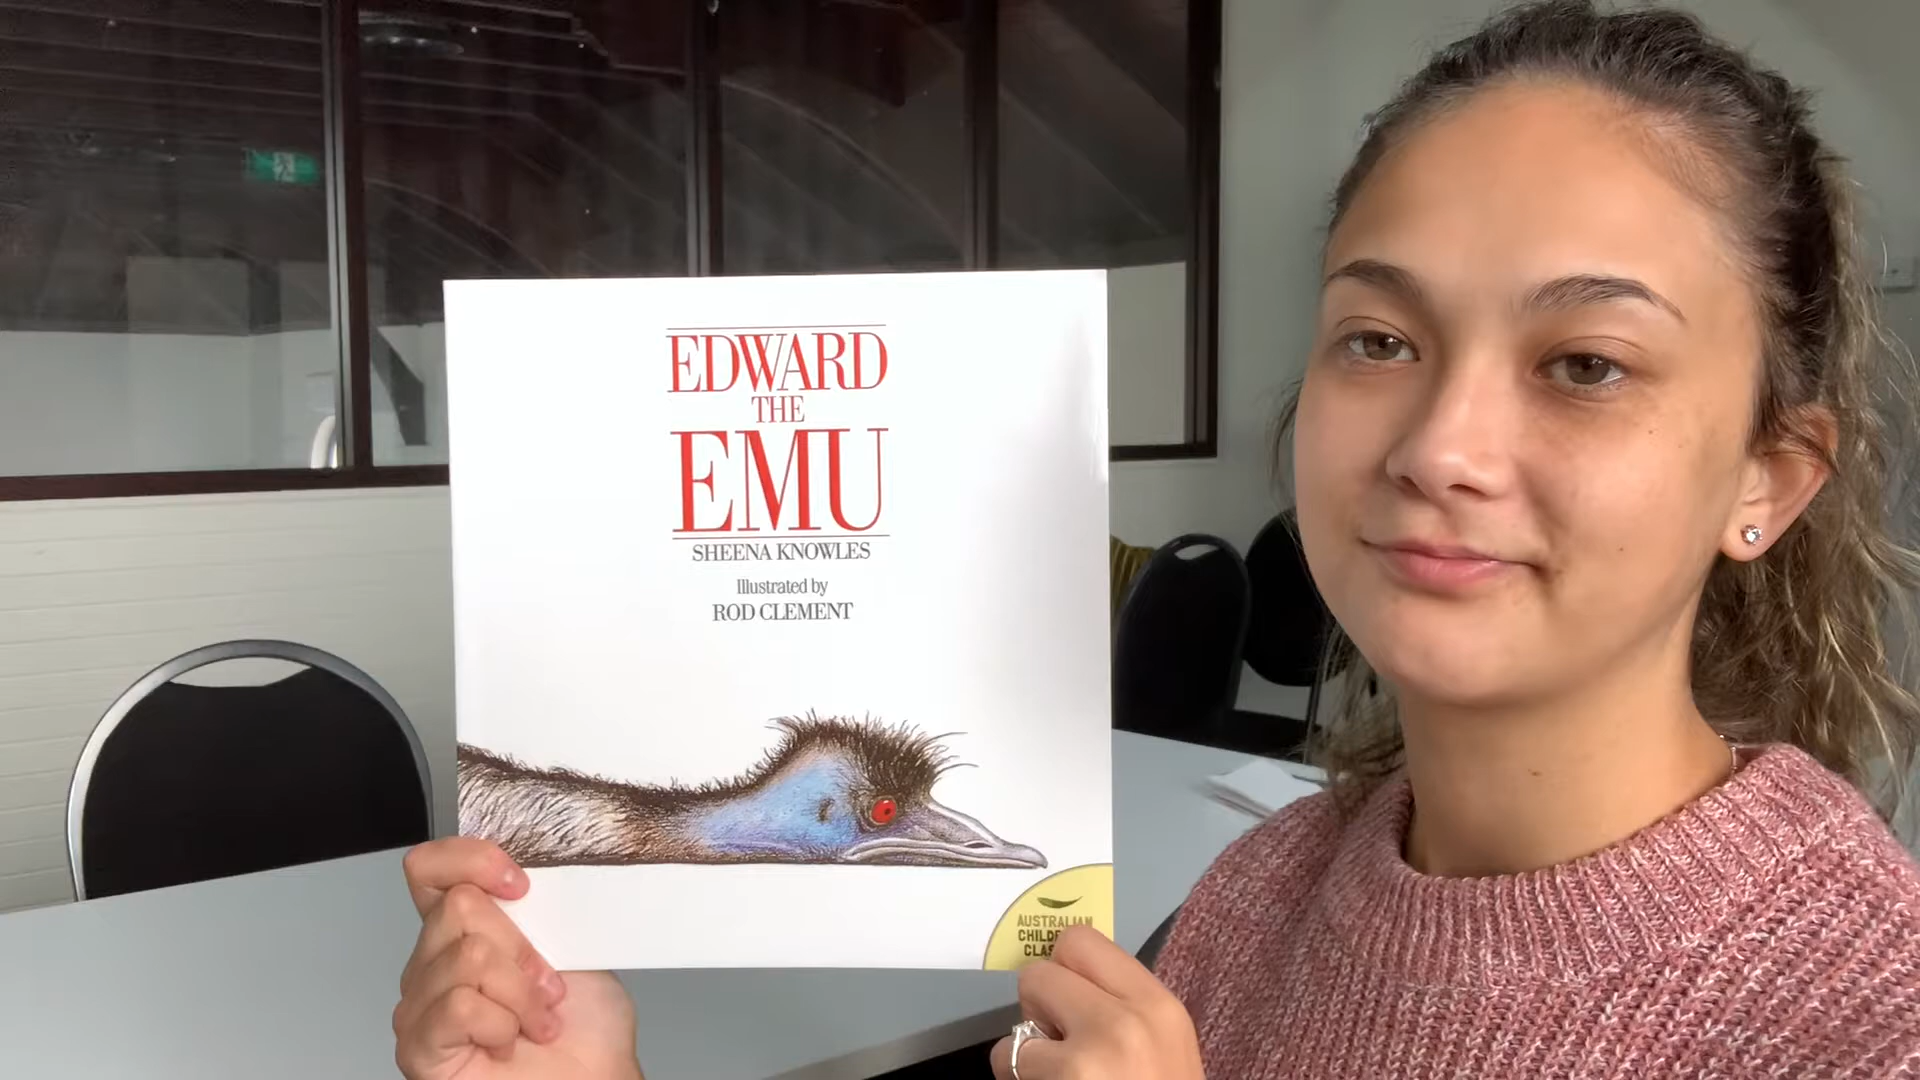 EDWARD
THE
EMU
SHEENA KNOWLES
Illustrated by
ROD CLEMENT
AUSTRALIAN